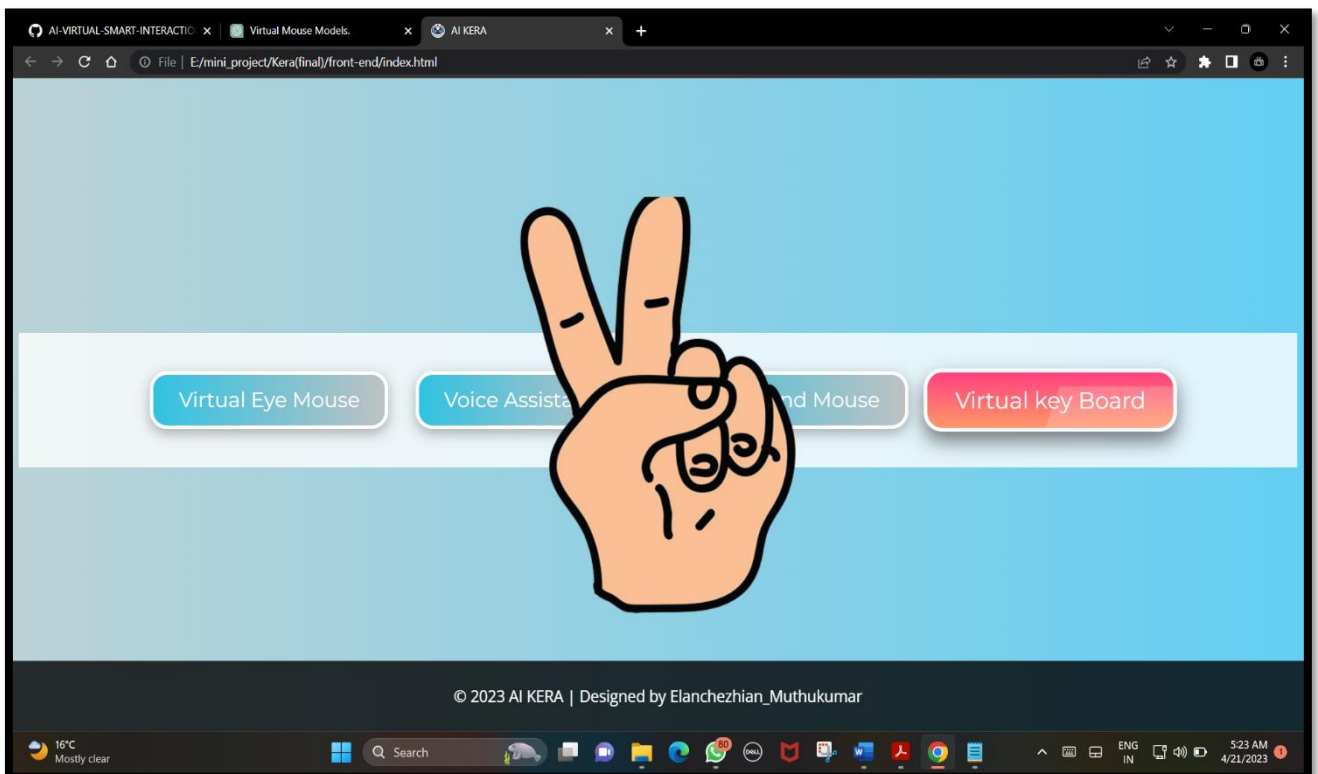 AI-VIRTUAL-SMART-INTERACTIO
Virtual Mouse Models.
AI KERA
File | E:/mini_project/Kera(final)/front-end/index.html
Virtual Eye Mouse
Voice Assista
nd Mouse
Virtual key Board
© 2023 AI KERA | Designed by Elanchezhian_Muthukumar
16°C
Mostly clear
Search
80
DELL
ENG
IN
5:23 AM
4/21/2023
1